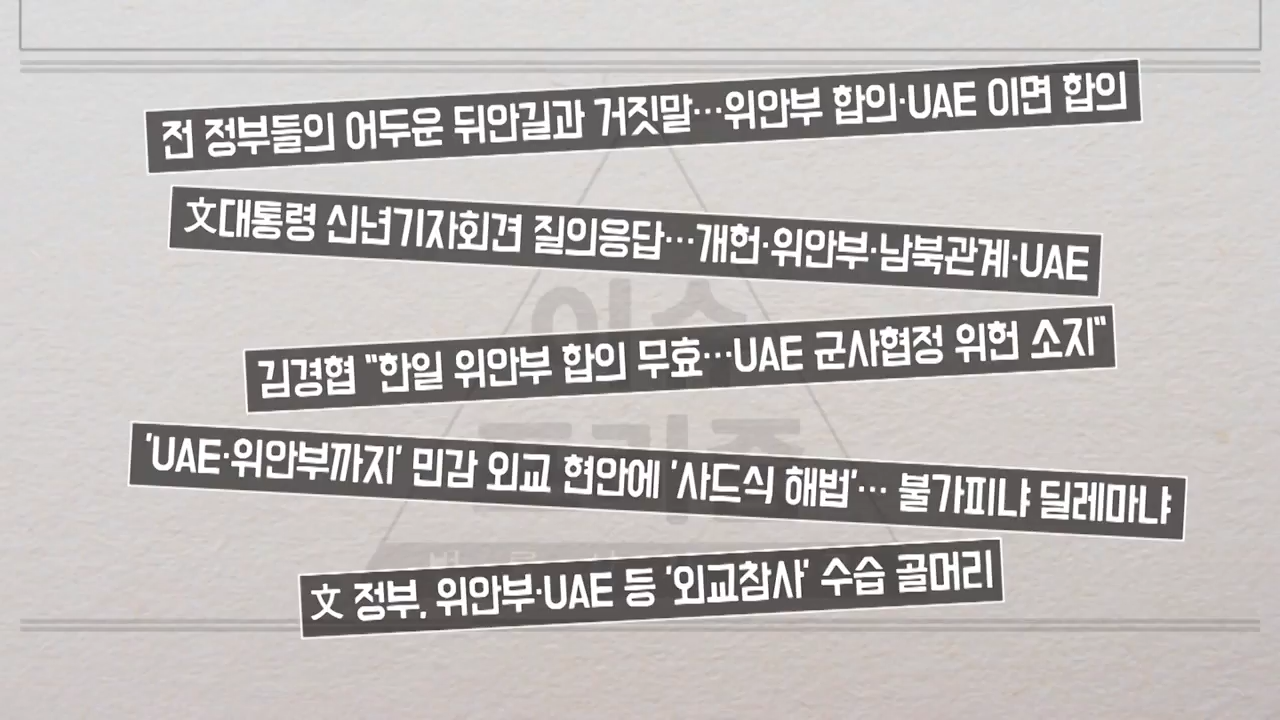 전 정부들의 어두운 뒤안길과 거짓말…위안부 합의·UAE 이면 합의
文대통령 신년기자회견 질의응답…개헌·위안부·남북관계·UAE
김경협 "한일 위안부 합의 무효…UAE 군사협정 위헌 소지"
'UAE·위안부까지' 민감 외교 현안에 '사드식 해법'… 불가피냐 딜레마냐
文 정부, 위안부·UAE 등 '외교참사' 수습 골머리